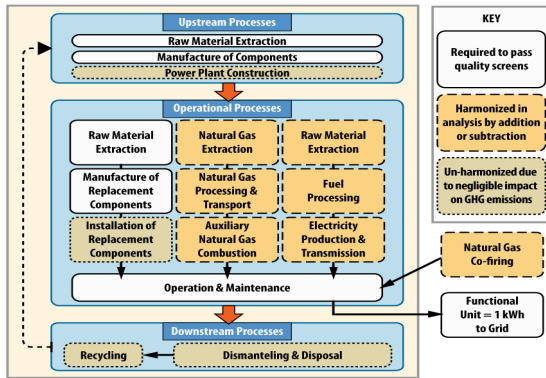 Upstream Processes
Raw Material Extraction
Manufacture of Components
Power Plant Construction
Operational Processes
Raw Material
Extraction
Natural Gas
Extraction
Raw Material
Extraction
Manufacture of
Replacement
Components
Natural Gas
Processing &
Transport
Fuel
Processing
Installation of
Replacement
Components
Auxiliary
Natural Gas
Combustion
Electricity
Production &
Transmission
Operation & Maintenance
Downstream Processes
Recycling
Dismanteling & Disposal
KEY
Required to pass
quality screens
Harmonized in
analysis by addition
or subtraction
Un-harmonized due
to negligible impact
on GHG emissions
Natural Gas
Co-firing
Functional
Unit = 1 kWh
to Grid